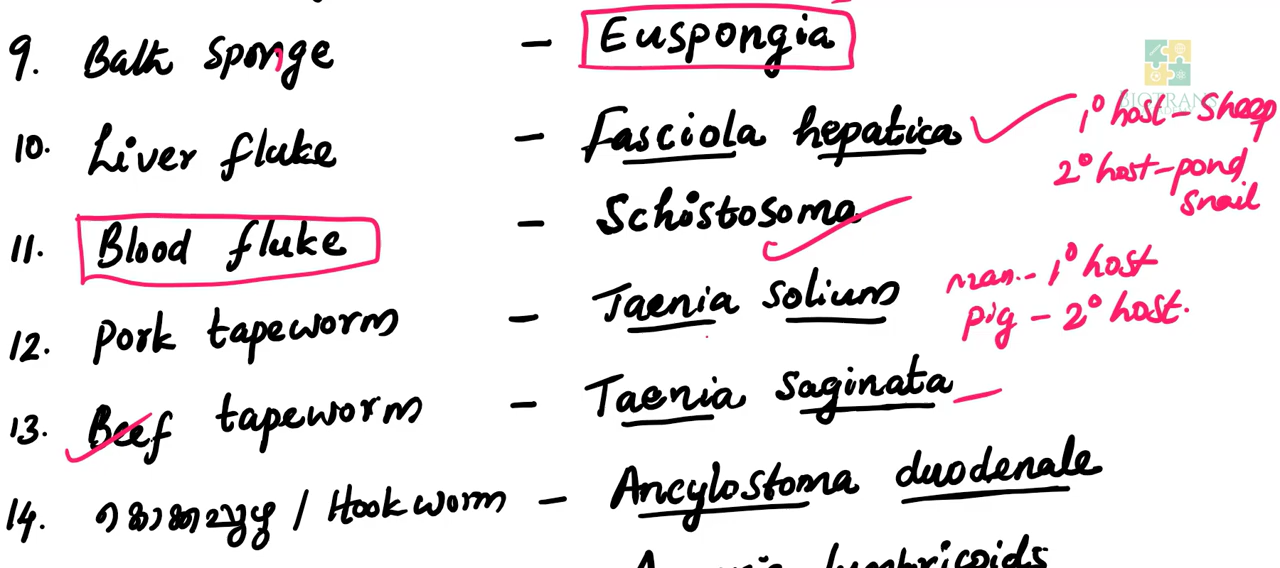 9. Bath sponge - Euspongia
BIOTRANS
10. Liver fluke - Fasciola hepatica
1° host - Sheep
2° host - pond
snail
11. Blood fluke - Schistosoma
12. Pork tapeworm - Taenia solium
man - 1° host
pig - 2° host.
13. Beef tapeworm - Taenia saginata
14. / Hookworm - Ancylostoma duodenale
lumbricoids